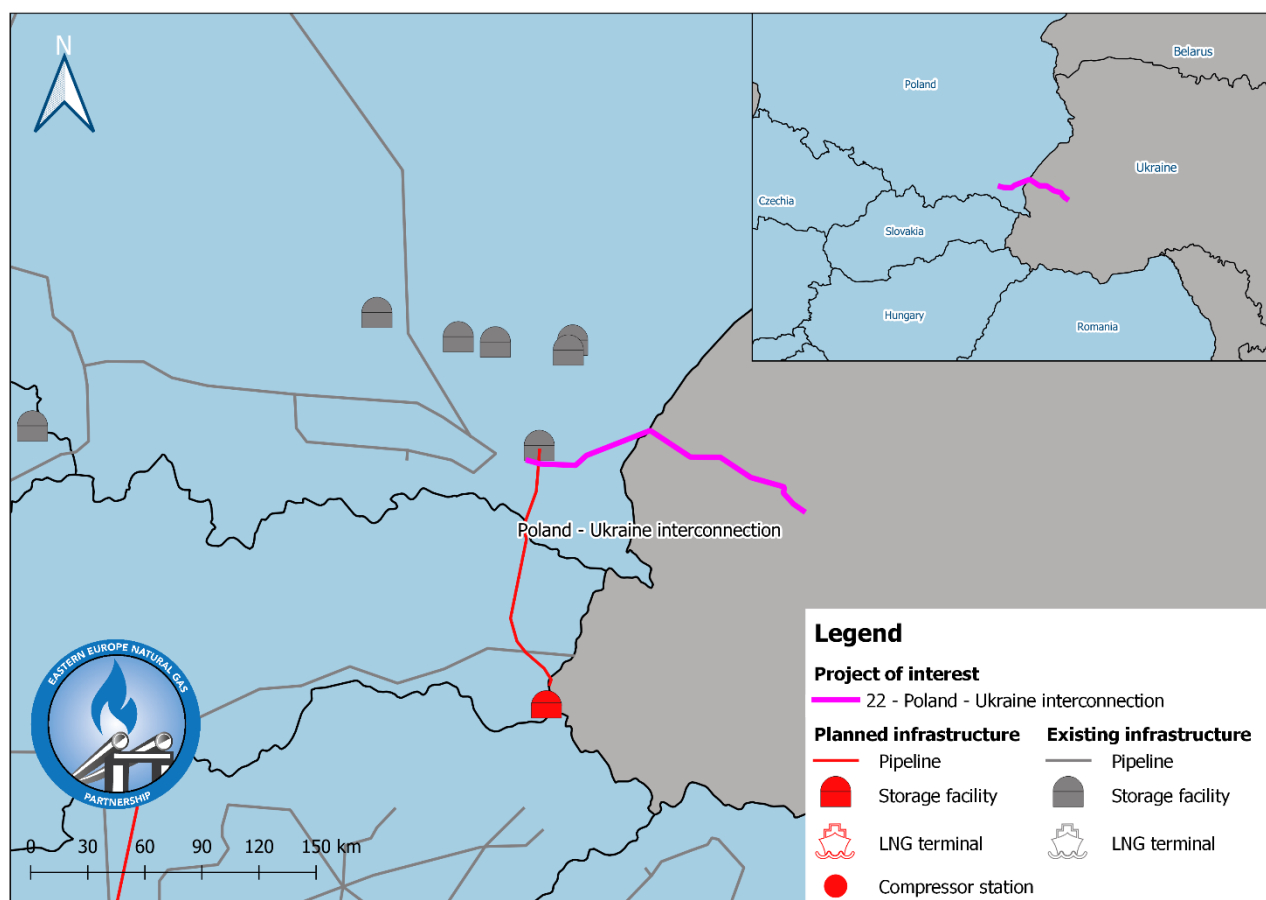 N
Belarus
Poland
Ukraine
Czechia
Slovakia
Hungary
Romania
Poland - Ukraine interconnection
EASTERN EUROPE NATURAL GAS
PARTNERSHIP
0 30 60 90 120 150 km
Legend
Project of interest
22 - Poland - Ukraine interconnection
Planned infrastructure Existing infrastructure
Pipeline Pipeline
Storage facility Storage facility
LNG terminal LNG terminal
Compressor station